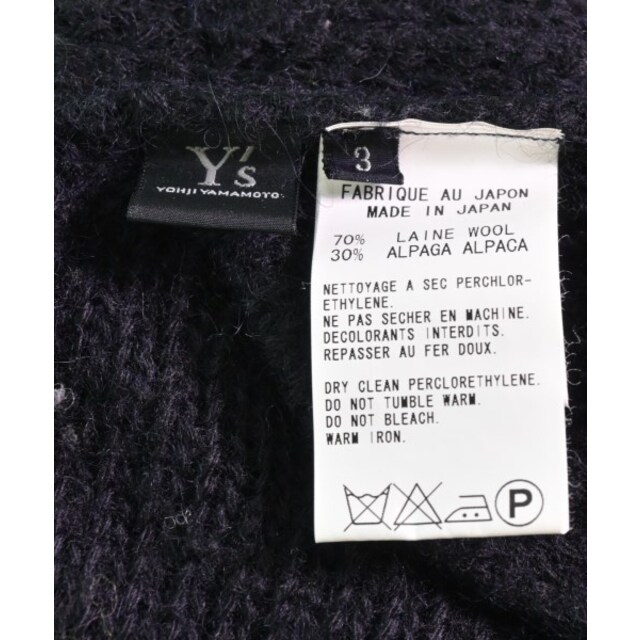 Y's
YOHJI YAMAMOTO
3
FABRIQUE AU JAPON
MADE IN JAPAN
70% LAINE WOOL
30% ALPAGA ALPACA
NETTOYAGE A SEC PERCHLOR-
ETHYLENE.
NE PAS SECHER EN MACHINE.
DECOLORANTS INTERDITS.
REPASSER AU FER DOUX.
DRY CLEAN PERCLORETHYLENE.
DO NOT TUMBLE WARM.
DO NOT BLEACH.
WARM IRON.
P